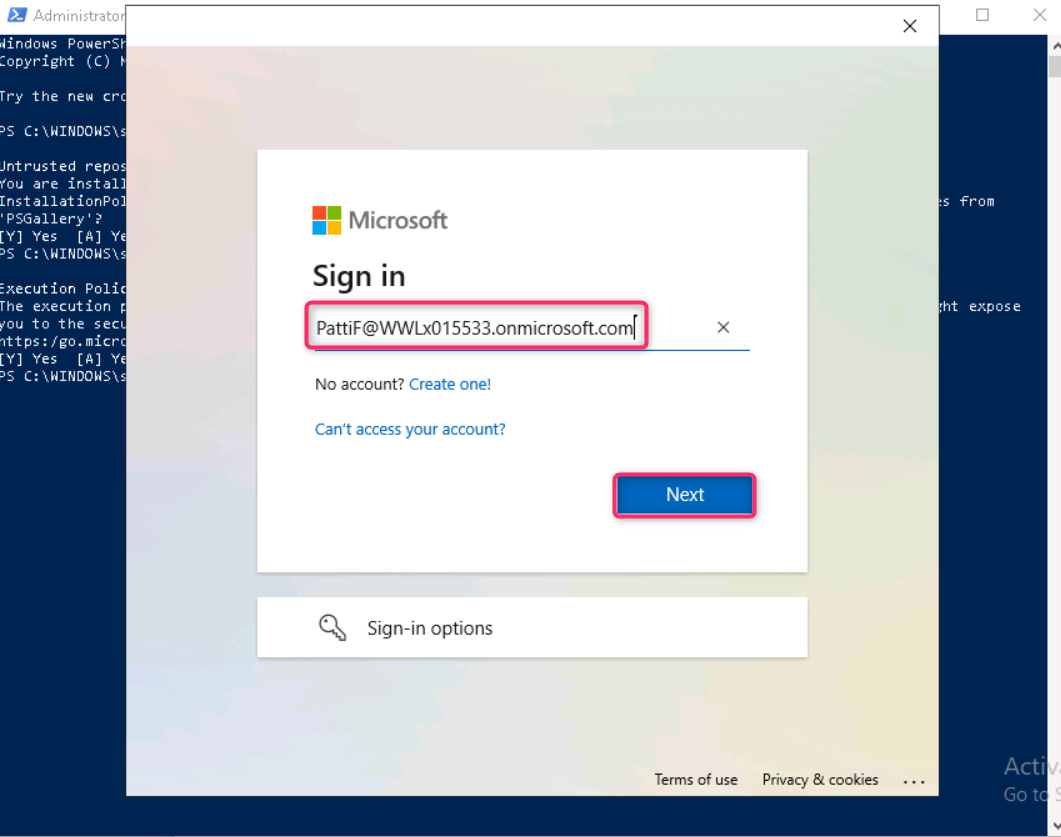 Administrator
Windows PowerSh
Copyright (C) M
Try the new cro
PS C:\WINDOWS\s
Untrusted repos
You are install
InstallationPol
es from
'PSGallery'?
[Y] Yes  [A] Ye
PS C:\WINDOWS\s
Execution Polic
The execution p
ght expose
you to the secu
https:/go.micro
[Y] Yes  [A] Ye
PS C:\WINDOWS\s
Microsoft
Sign in
PattiF@WWLx015533.onmicrosoft.com
No account? Create one!
Can't access your account?
Next
Sign-in options
Terms of use
Privacy & cookies
...
Activ
Go to S